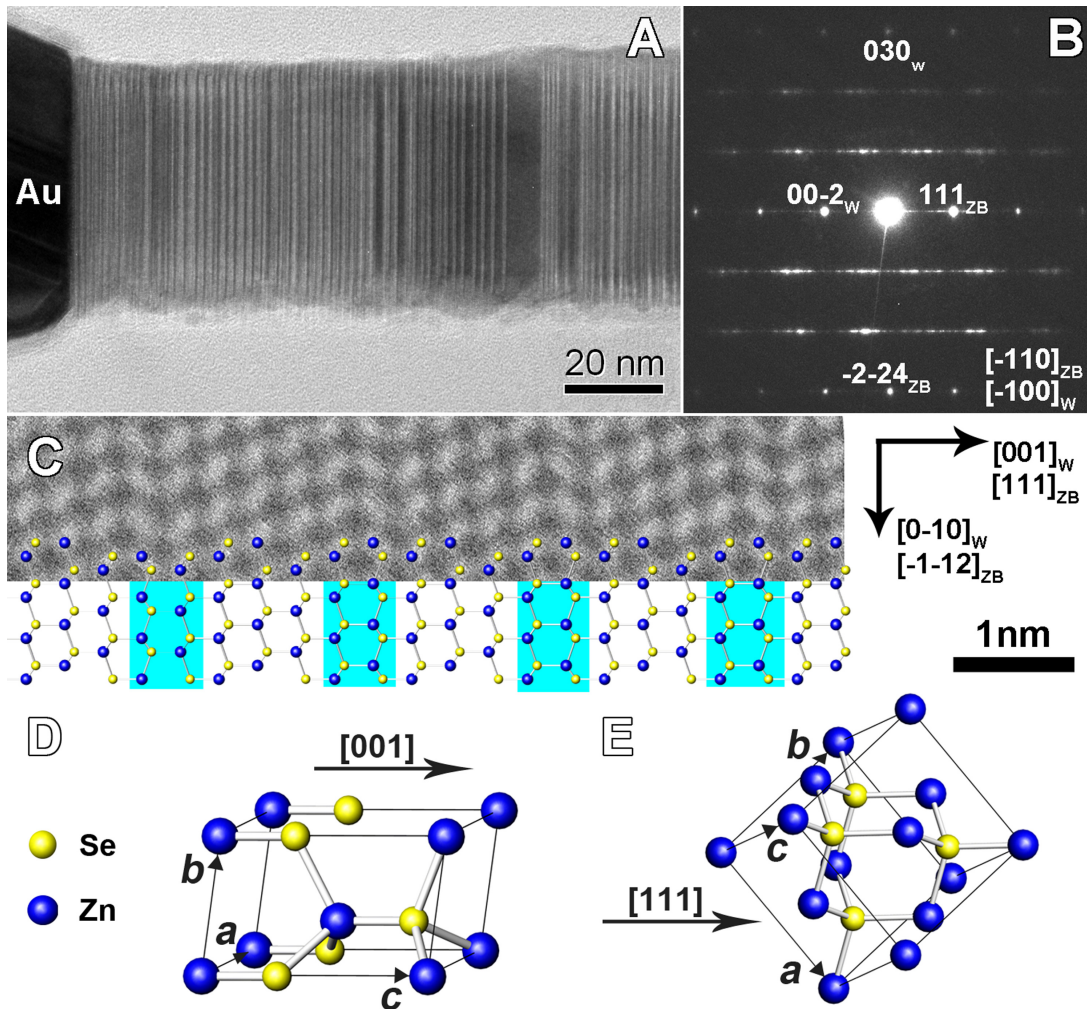 A
Au
20 nm
B
030W
00-2W
111ZB
-2-24ZB
[-110]ZB
[-100]W
C
[001]W
[111]ZB
[0-10]W
[-1-12]ZB
1nm
D
[001]
b
a
c
Se
Zn
E
b
c
[111]
a